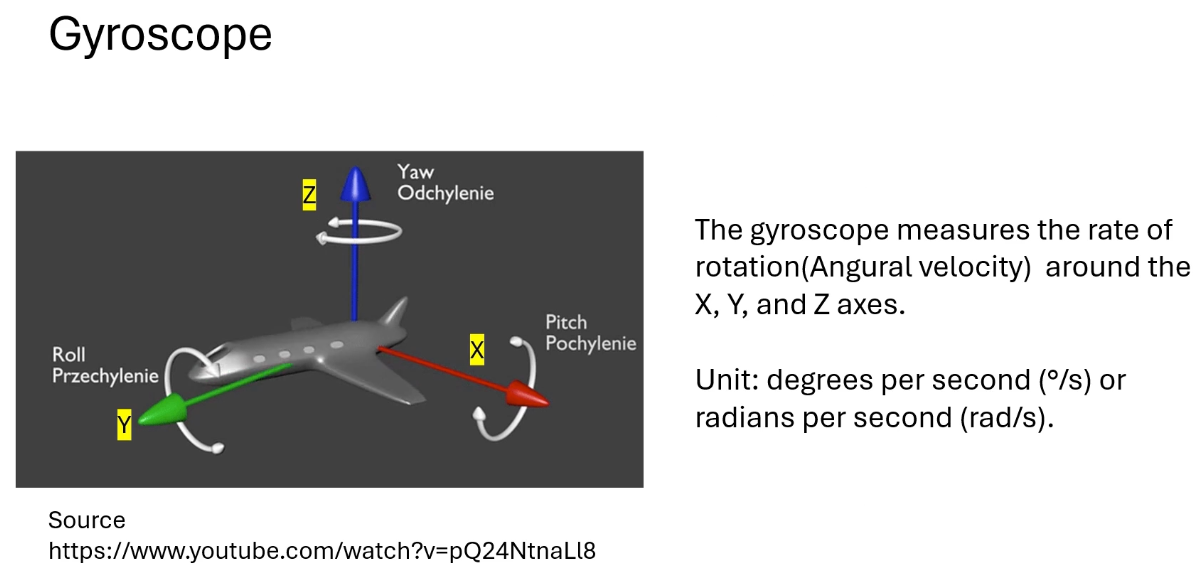 Gyroscope
Z
Yaw
Odchylenie
Pitch
Pochylenie
X
Roll
Przechylenie
Y
The gyroscope measures the rate of
rotation(Angural velocity)  around the
X, Y, and Z axes.
Unit: degrees per second (°/s) or
radians per second (rad/s).
Source
https://www.youtube.com/watch?v=pQ24NtnaLl8